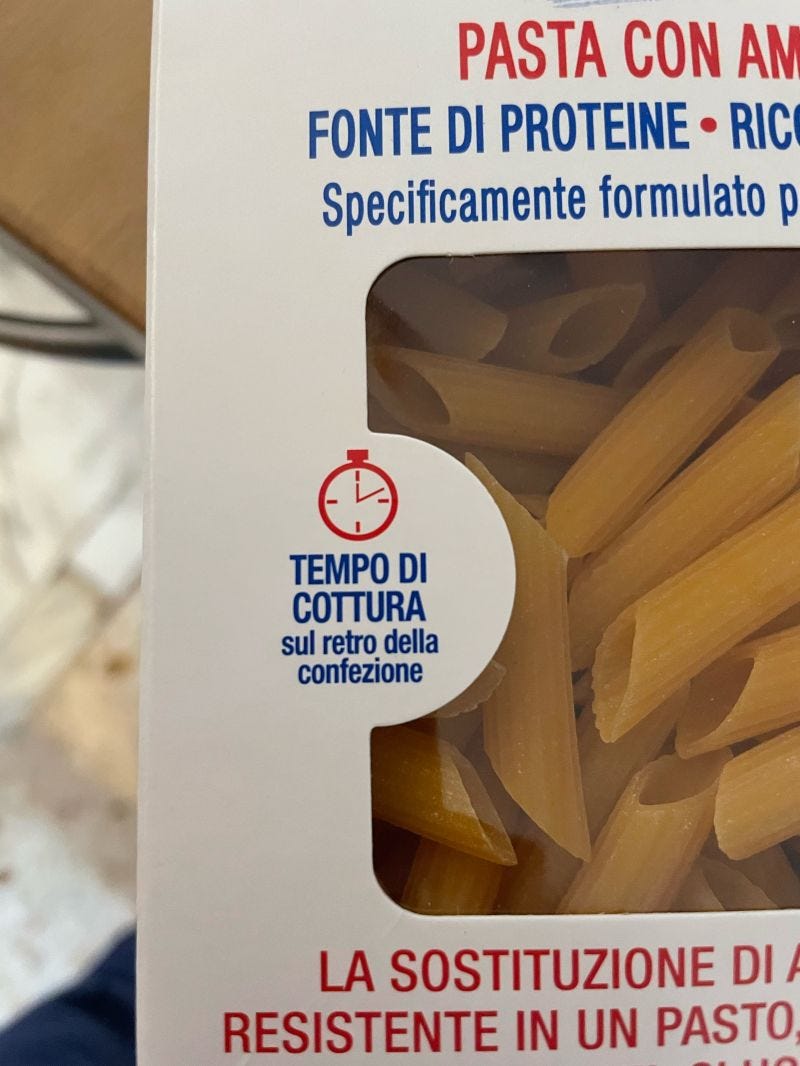 PASTA CON AM
FONTE DI PROTEINE • RICC
Specificamente formulato p
TEMPO DI
COTTURA
sul retro della
confezione
LA SOSTITUZIONE DI A
RESISTENTE IN UN PASTO,